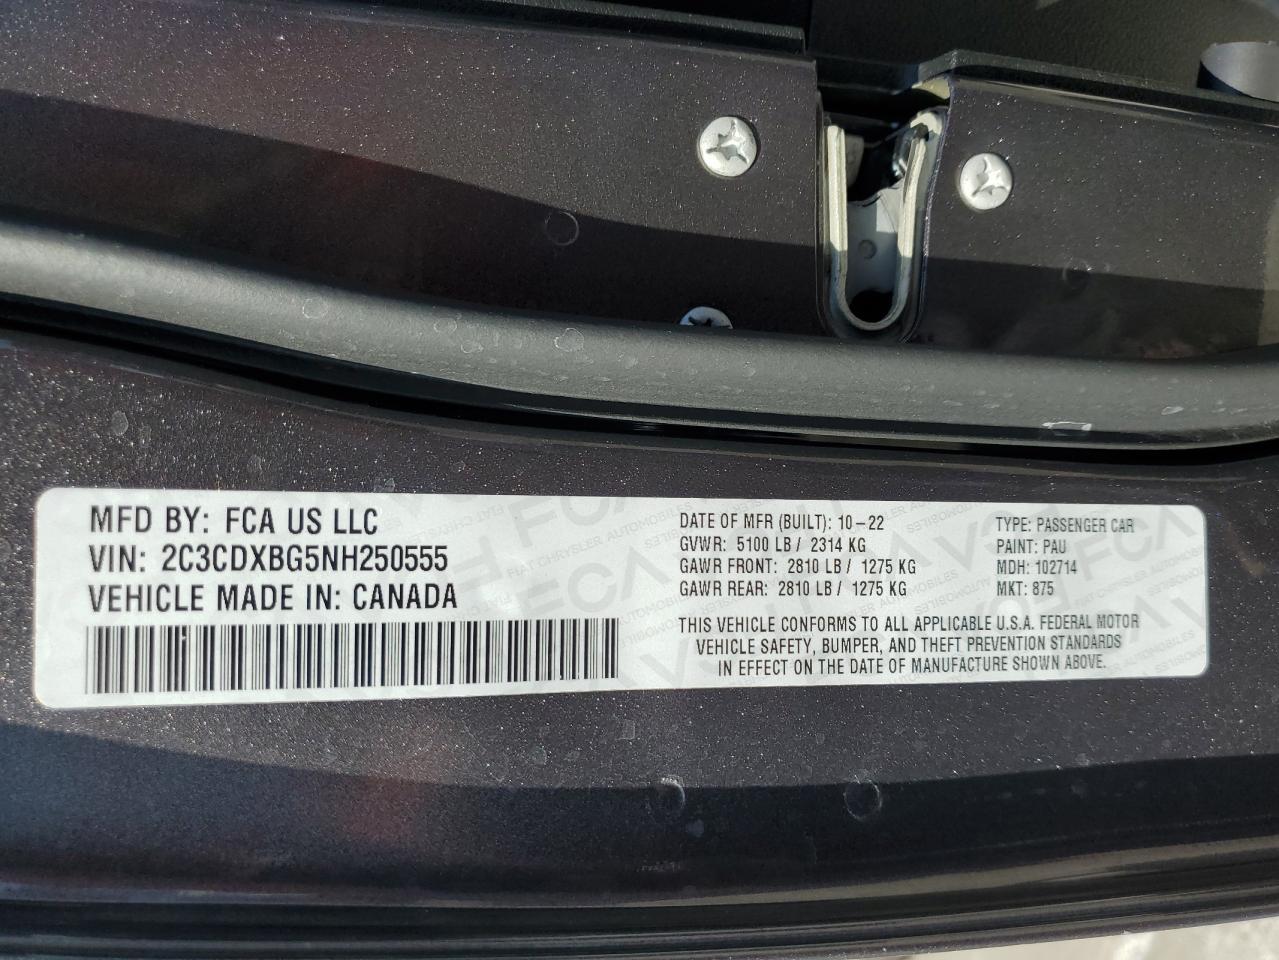 MFD BY: FCA US LLC
VIN: 2C3CDXBG5NH250555
VEHICLE MADE IN: CANADA
DATE OF MFR (BUILT): 10-22
GVWR: 5100 LB / 2314 KG
GAWR FRONT: 2810 LB / 1275 KG
GAWR REAR: 2810 LB / 1275 KG
TYPE: PASSENGER CAR
PAINT: PAU
MDH: 102714
MKT: 875
THIS VEHICLE CONFORMS TO ALL APPLICABLE U.S.A. FEDERAL MOTOR
VEHICLE SAFETY, BUMPER, AND THEFT PREVENTION STANDARDS
IN EFFECT ON THE DATE OF MANUFACTURE SHOWN ABOVE.